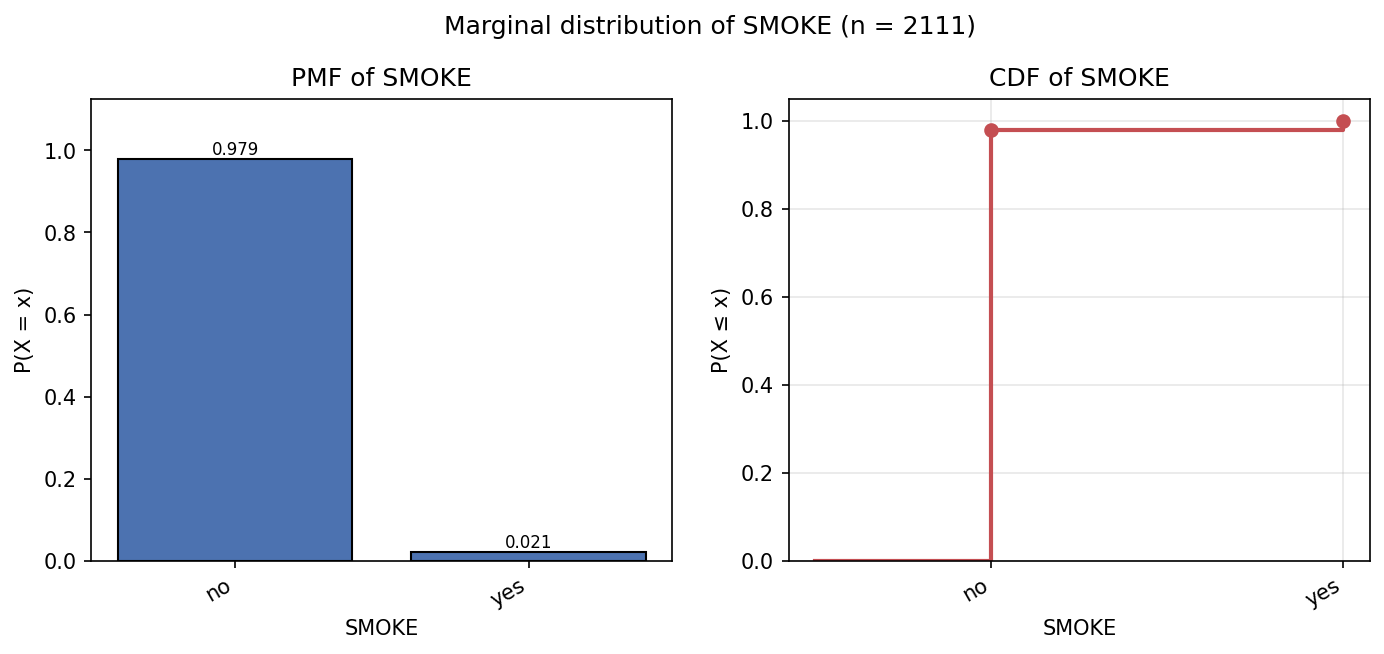 Marginal distribution of SMOKE (n = 2111)
PMF of SMOKE
P(X = x)
1.0
0.8
0.6
0.4
0.2
0.0
0.979
0.021
no
yes
SMOKE
CDF of SMOKE
P(X ≤ x)
1.0
0.8
0.6
0.4
0.2
0.0
no
yes
SMOKE